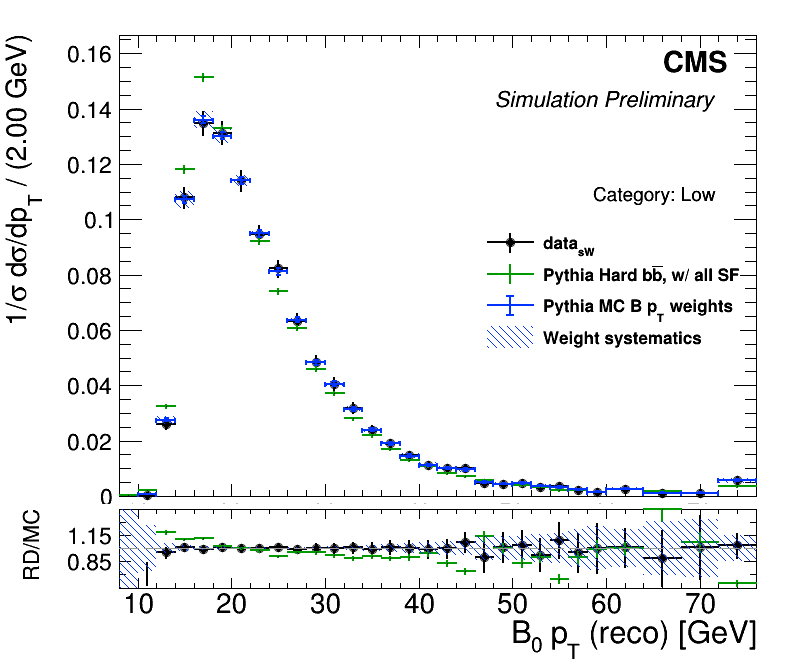 1/σ dσ/dp_T / (2.00 GeV)
0.16
0.14
0.12
0.1
0.08
0.06
0.04
0.02
0
CMS
Simulation Preliminary
Category: Low
data_sW
Pythia Hard bb̅, w/ all SF
Pythia MC B p_T weights
Weight systematics
RD/MC
1.15
0.85
10 20 30 40 50 60 70
B_0 p_T (reco) [GeV]